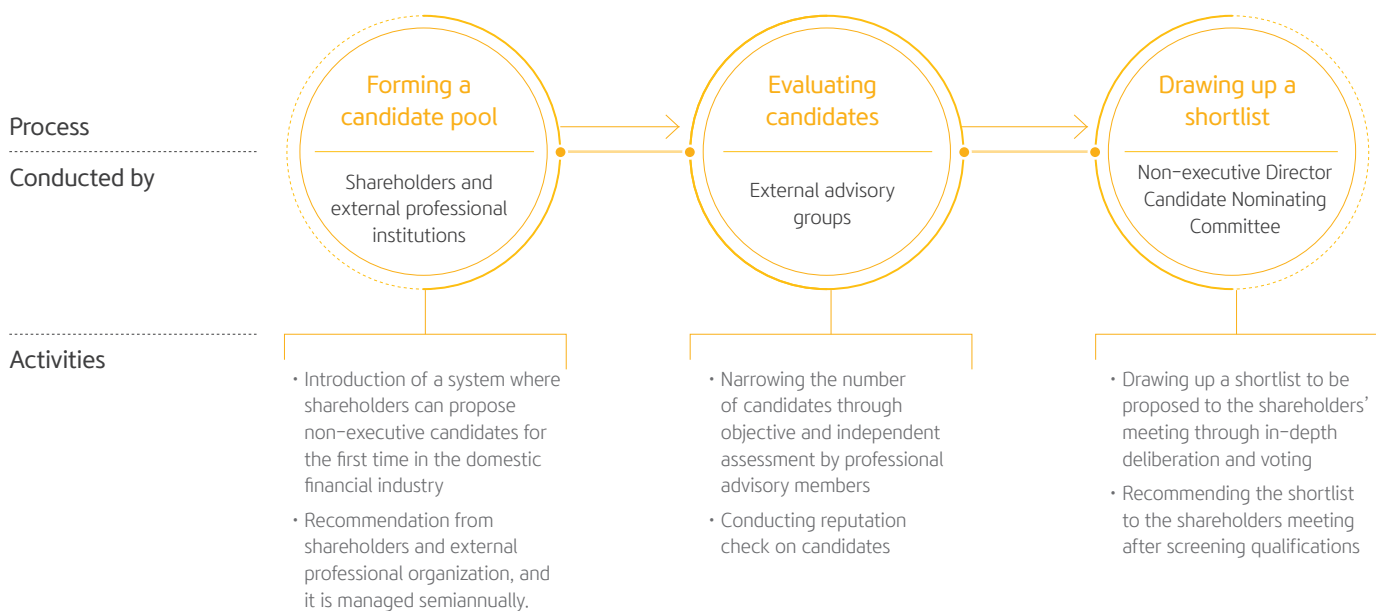 Process
Conducted by
Activities
Forming a
candidate pool
Shareholders and
external professional
institutions
• Introduction of a system where
shareholders can propose
non-executive candidates for
the first time in the domestic
financial industry
• Recommendation from
shareholders and external
professional organization, and
it is managed semiannually.
Evaluating
candidates
External advisory
groups
• Narrowing the number
of candidates through
objective and independent
assessment by professional
advisory members
• Conducting reputation
check on candidates
Drawing up a
shortlist
Non-executive Director
Candidate Nominating
Committee
• Drawing up a shortlist to be
proposed to the shareholders’
meeting through in-depth
deliberation and voting
• Recommending the shortlist
to the shareholders meeting
after screening qualifications